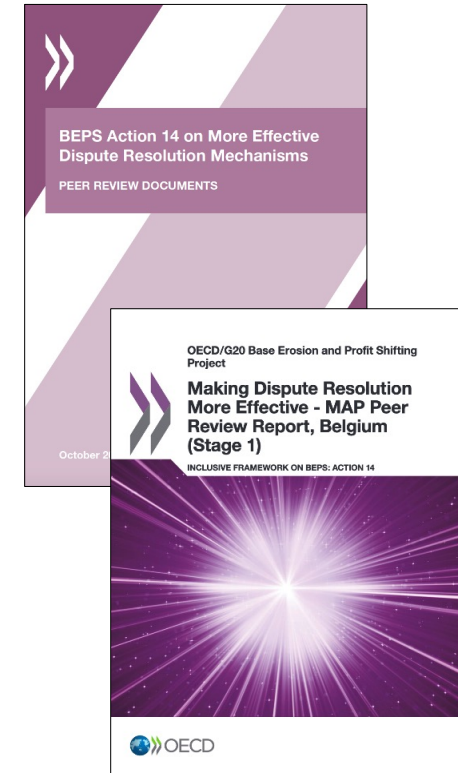 BEPS Action 14 on More Effective
Dispute Resolution Mechanisms
PEER REVIEW DOCUMENTS
October
OECD/G20 Base Erosion and Profit Shifting
Project
Making Dispute Resolution
More Effective - MAP Peer
Review Report, Belgium
(Stage 1)
INCLUSIVE FRAMEWORK ON BEPS: ACTION 14
OECD